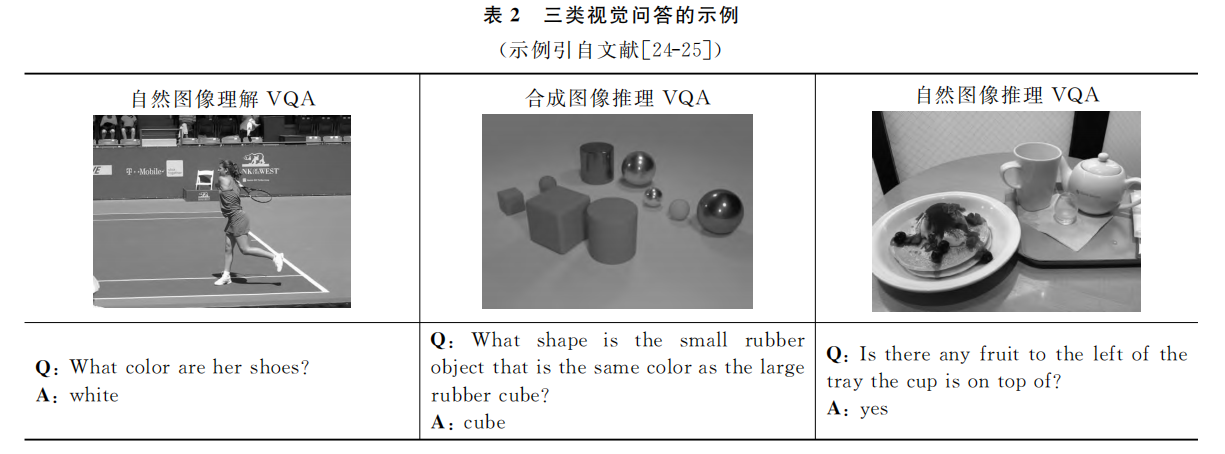 表 2 三类视觉问答的示例
（示例引自文献[24-25]）
自然图像理解 VQA
合成图像推理 VQA
自然图像推理 VQA
T··Mobile·
BANK OF THE WEST
Q: What color are her shoes?
A: white
Q: What shape is the small rubber
object that is the same color as the large
rubber cube?
A: cube
Q: Is there any fruit to the left of the
tray the cup is on top of?
A: yes